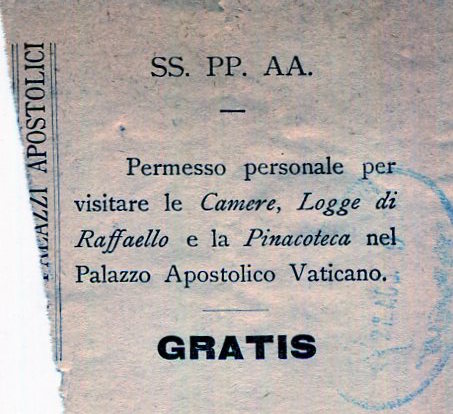 PALAZZI APOSTOLICI
SS. PP. AA.
Permesso personale per
visitare le Camere, Logge di
Raffaello e la Pinacoteca nel
Palazzo Apostolico Vaticano.
GRATIS